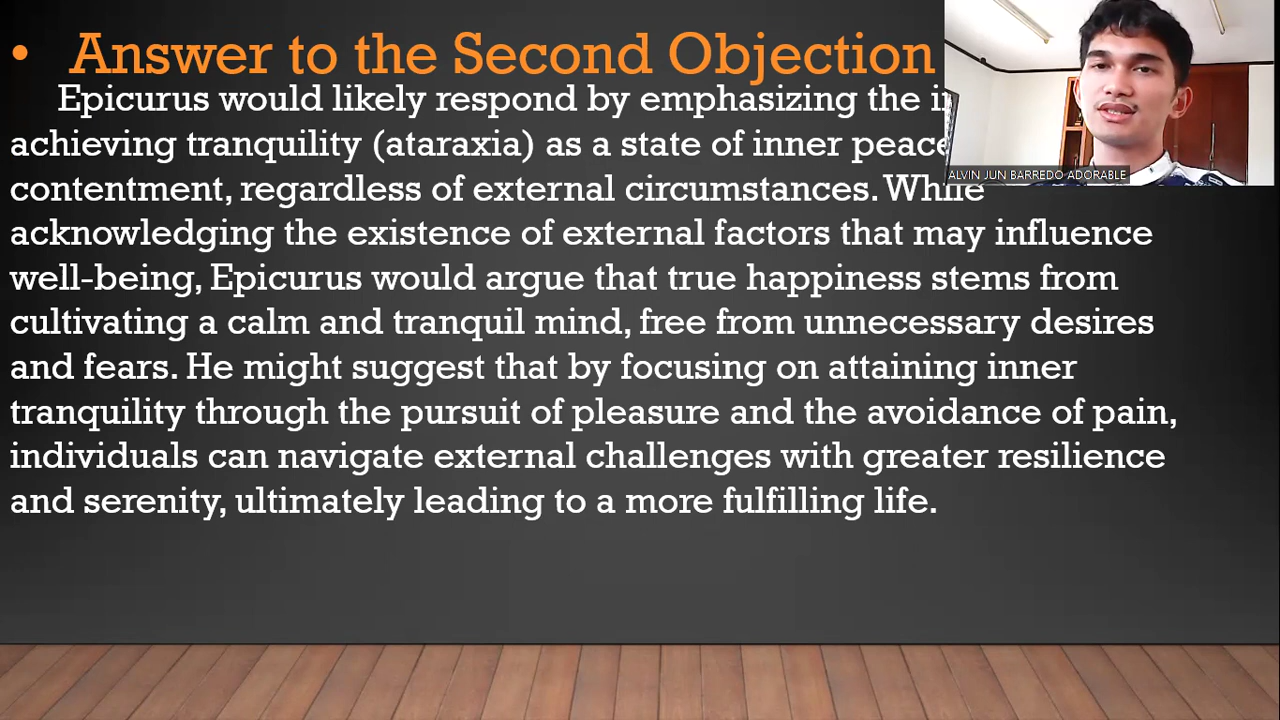 • Answer to the Second Objection
Epicurus would likely respond by emphasizing the
achieving tranquility (ataraxia) as a state of inner peace
contentment, regardless of external circumstances. While
acknowledging the existence of external factors that may influence
well-being, Epicurus would argue that true happiness stems from
cultivating a calm and tranquil mind, free from unnecessary desires
and fears. He might suggest that by focusing on attaining inner
tranquility through the pursuit of pleasure and the avoidance of pain,
individuals can navigate external challenges with greater resilience
and serenity, ultimately leading to a more fulfilling life.
ALVIN JUN BARREDO ADORABLE